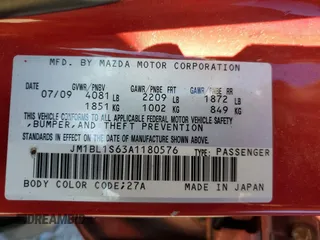 MFD. BY MAZDA MOTOR CORPORATION
GVWR/PNBV GAWR/PNBE FRT GAWR/PNBE RR
07/09 4081 LB 2209 LB 1872 LB
1851 KG 1002 KG 849 KG
THIS VEHICLE CONFORMS TO ALL APPLICABLE FEDERAL MOTOR VEHICLE SAFETY
, BUMPER, AND THEFT PREVENTION
STANDARDS IN EFFECT ON THE DATE OF MANUFACTURE SHOWN ABOVE.
JM1BL1S63A1180576 TYPE: PASSENGER
BODY COLOR CODE; 27A MADE IN JAPAN